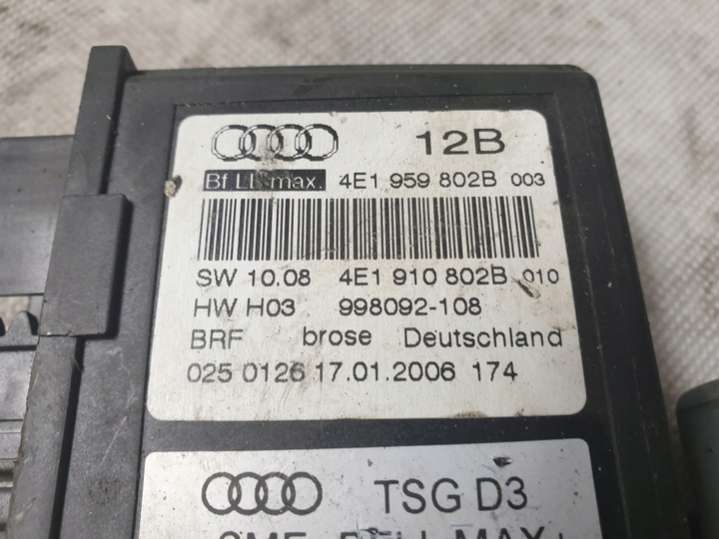 12B
Bf LL max. 4E1 959 802B 003
SW 10.08 4E1 910 802B 010
HW H03 998092-108
BRF brose Deutschland
025 0126 17.01.2006 174
TSG D3